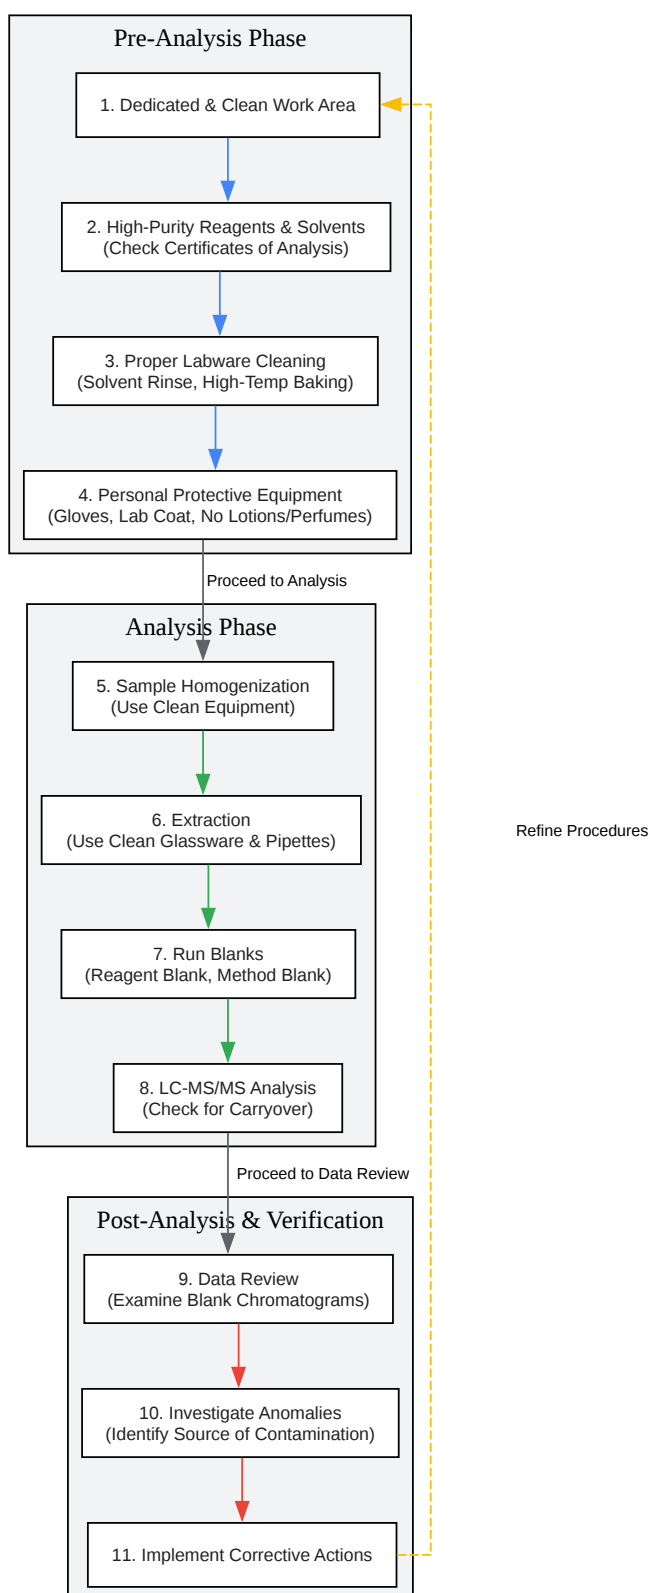 Pre-Analysis Phase
1. Dedicated & Clean Work Area
2. High-Purity Reagents & Solvents
(Check Certificates of Analysis)
3. Proper Labware Cleaning
(Solvent Rinse, High-Temp Baking)
4. Personal Protective Equipment
(Gloves, Lab Coat, No Lotions/Perfumes)
Proceed to Analysis
Analysis Phase
5. Sample Homogenization
(Use Clean Equipment)
6. Extraction
(Use Clean Glassware & Pipettes)
Refine Procedures
7. Run Blanks
(Reagent Blank, Method Blank)
8. LC-MS/MS Analysis
(Check for Carryover)
Proceed to Data Review
Post-Analysis & Verification
9. Data Review
(Examine Blank Chromatograms)
10. Investigate Anomalies
(Identify Source of Contamination)
11. Implement Corrective Actions